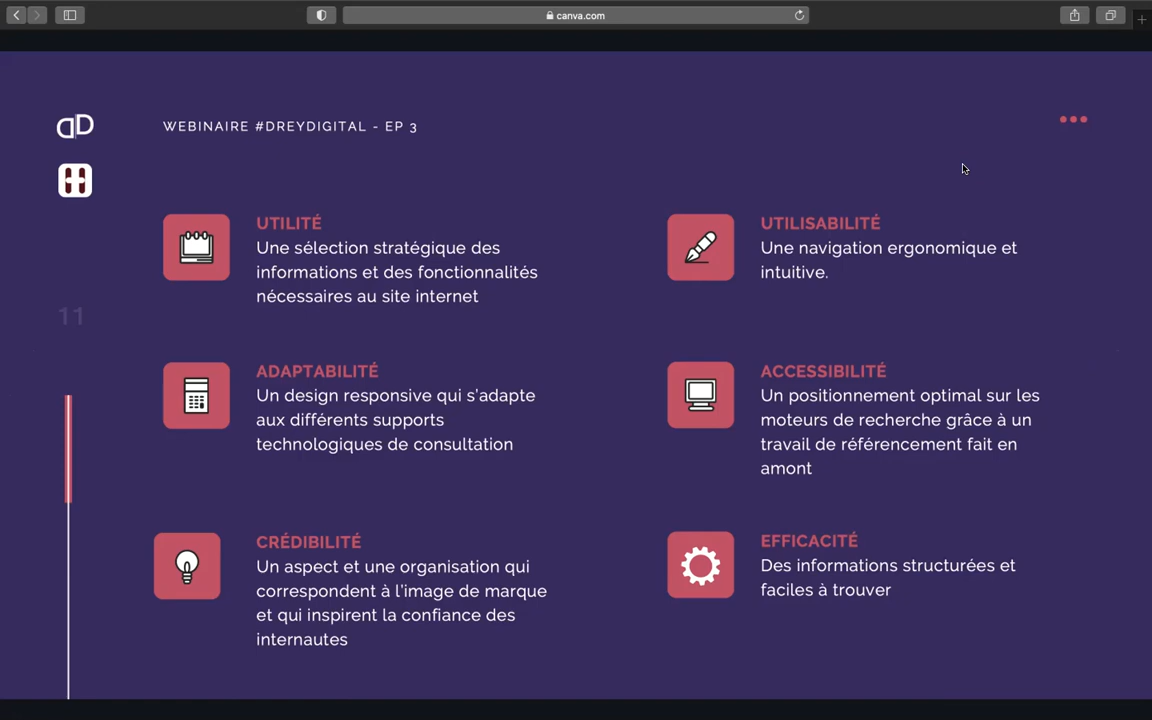 canva.com
WEBINAIRE #DREYDIGITAL - EP 3
UTILITÉ
Une sélection stratégique des
informations et des fonctionnalités
nécessaires au site internet
UTILISABILITÉ
Une navigation ergonomique et
intuitive.
11
ADAPTABILITÉ
Un design responsive qui s'adapte
aux différents supports
technologiques de consultation
ACCESSIBILITÉ
Un positionnement optimal sur les
moteurs de recherche grâce à un
travail de référencement fait en
amont
CRÉDIBILITÉ
Un aspect et une organisation qui
correspondent à l'image de marque
et qui inspirent la confiance des
internautes
EFFICACITÉ
Des informations structurées et
faciles à trouver